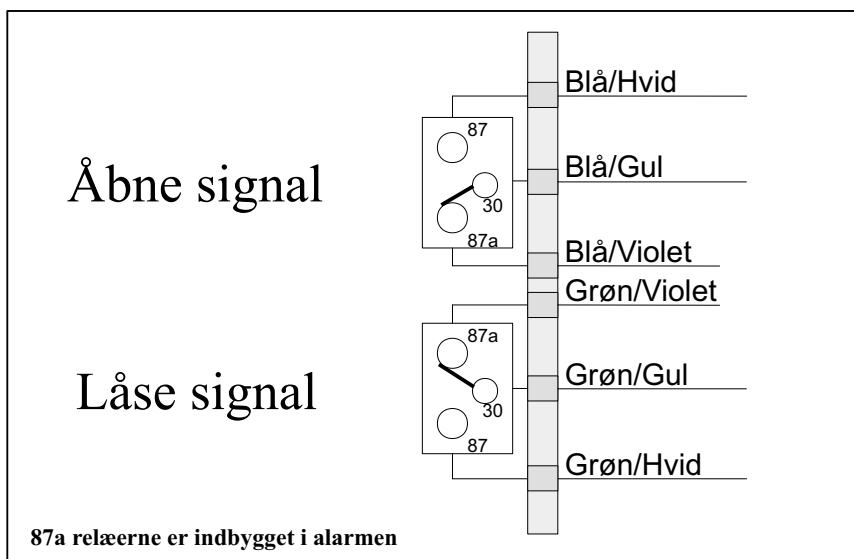 Blå/Hvid
87
Åbne signal
Blå/Gul
30
87a
Blå/Violet
Grøn/Violet
87a
Låse signal
Grøn/Gul
30
87
Grøn/Hvid
87a relæerne er indbygget i alarmen